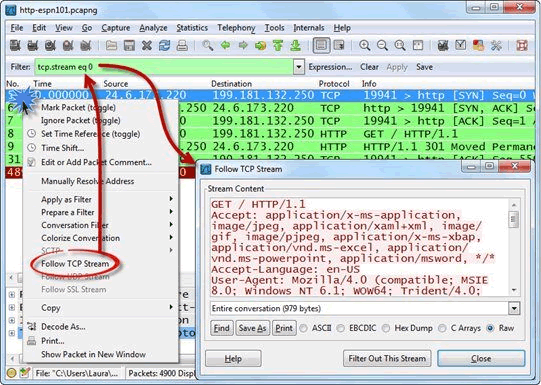 http-espn101.pcapng
File Edit View Go Capture Analyze Statistics Telephony Tools Internals Help
Filter: tcp.stream eq 0 Expression... Clear Apply Save
No. Time Source Destination Protocol Info
0.000000 24.6.173.220 199.181.132.250 TCP 19941 > http [SYN] Seq=0
.250 24.6.173.220 TCP http > 19941 [SYN, ACK] Se
199.181.132.250 TCP 19941 > http [ACK] Seq=1 A
199.181.132.250 HTTP GET / HTTP/1.1
.250 24.6.173.220 HTTP HTTP/1.1 301 Moved Permane
31
48
Mark Packet (toggle)
Ignore Packet (toggle)
Set Time Reference (toggle)
Time Shift...
Edit or Add Packet Comment...
Manually Resolve Address
Apply as Filter
Prepare a Filter
Conversation Filter
Colorize Conversation
SCTP
Follow TCP Stream
Follow UDP Stream
Follow SSL Stream
Copy
Decode As...
Print...
Show Packet in New Window
Follow TCP Stream
Stream Content
GET / HTTP/1.1
Accept: application/x-ms-application,
image/jpeg, application/xaml+xml, image/
gif, image/pjpeg, application/x-ms-xbap,
application/vnd.ms-excel, application/
vnd.ms-powerpoint, application/msword, */*
Accept-Language: en-US
User-Agent: Mozilla/4.0 (compatible; MSIE
8.0; Windows NT 6.1; WOW64; Trident/4.0;
Entire conversation (979 bytes)
Find Save As Print ASCII EBCDIC Hex Dump C Arrays Raw
Help Filter Out This Stream Close
File: "C:\Users\Laura\... Packets: 4900 Displaye